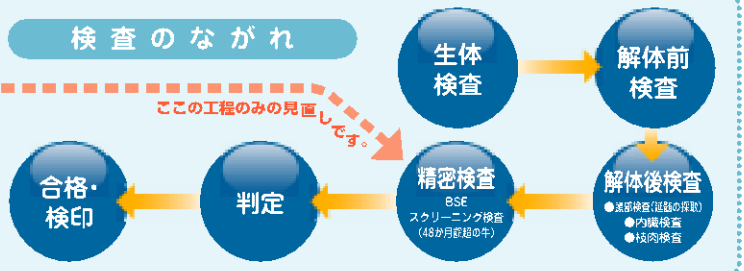 検査のながれ
生体
検査
解体前
検査
ここの工程のみの見直しです。
解体後検査
●頭部検査(延髄の採取)
●内臓検査
●枝肉検査
精密検査
BSE
スクリーニング検査
(48か月齢超の牛)
判定
合格・
検印